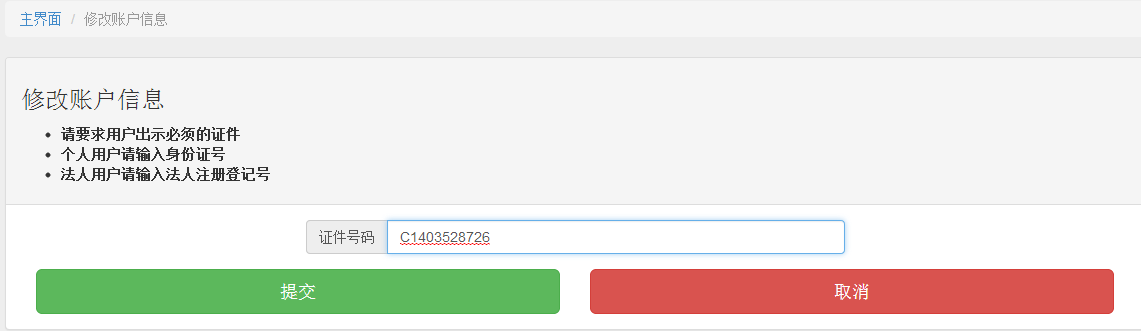 主界面 / 修改账户信息
修改账户信息
• 请要求用户出示必须的证件
• 个人用户请输入身份证号
• 法人用户请输入法人注册登记号
证件号码 C1403528726
提交 取消